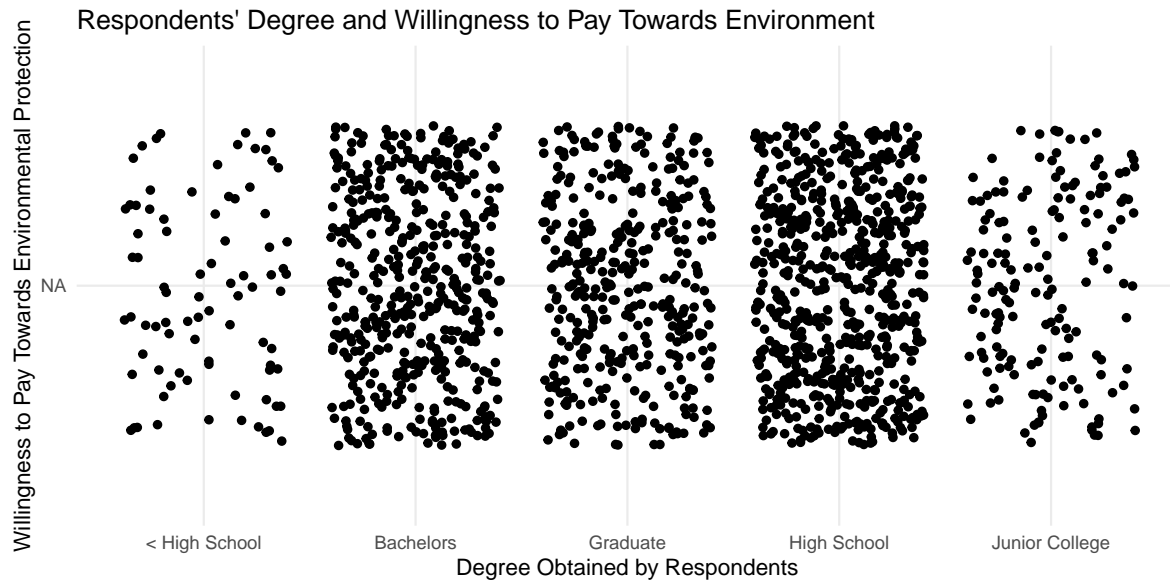 Respondents' Degree and Willingness to Pay Towards Environment
Willingness to Pay Towards Environmental Protection
NA
< High School
Bachelors
Graduate
High School
Junior College
Degree Obtained by Respondents